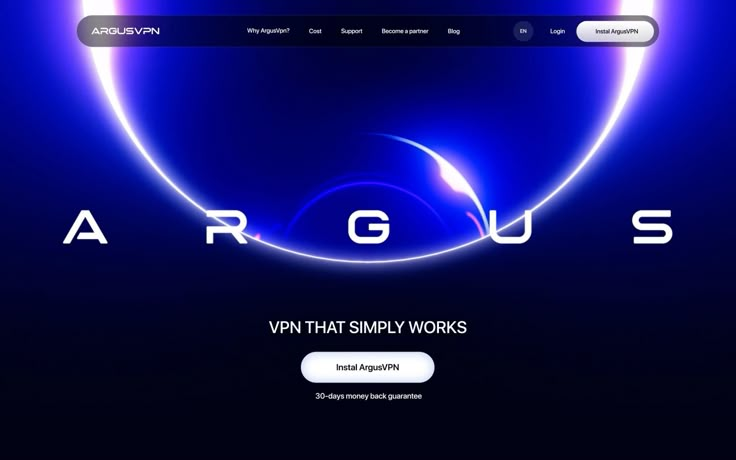 ARGUSVPN
Why ArgusVpn?
Cost
Support
Become a partner
Blog
EN
Login
Instal ArgusVPN
ARGUS
VPN THAT SIMPLY WORKS
Instal ArgusVPN
30-days money back guarantee